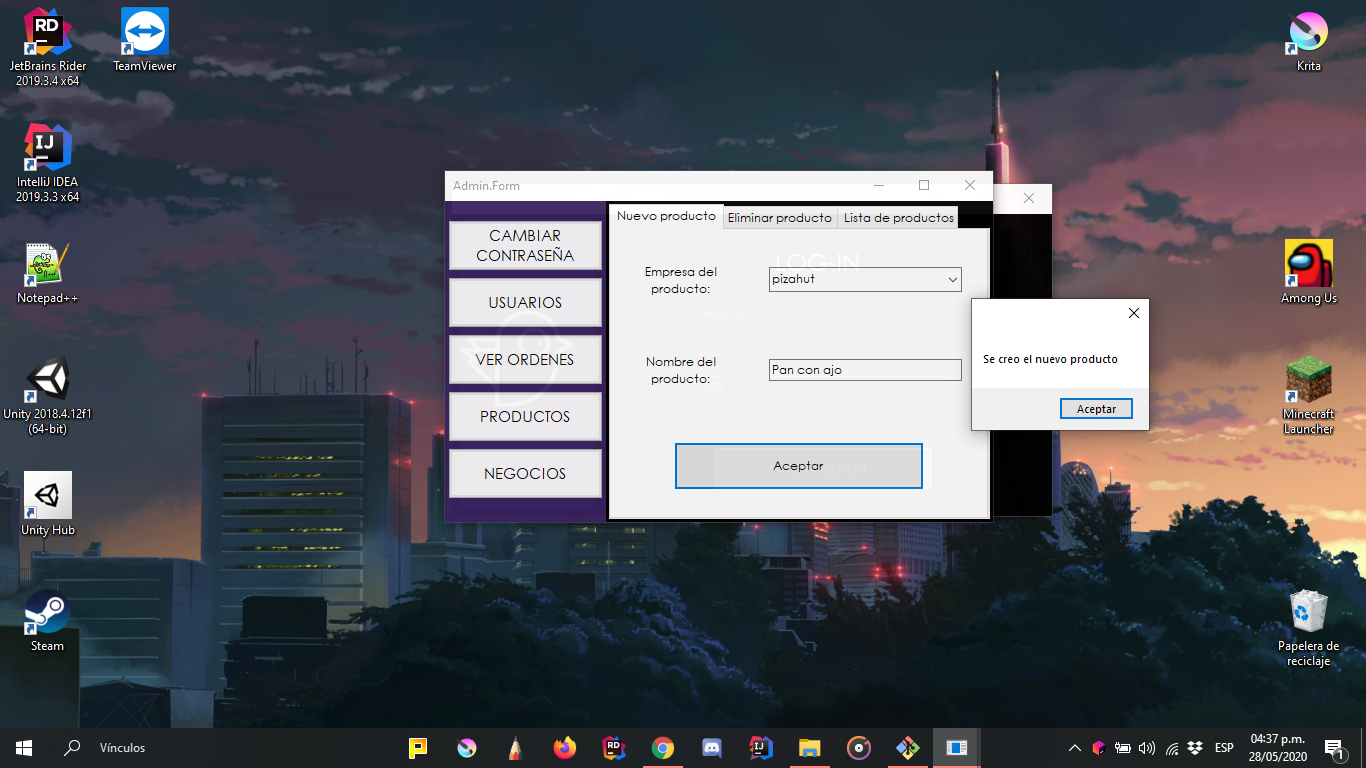 JetBrains Rider
2019.3.4 x64
TeamViewer
IntelliJ IDEA
2019.3.3 x64
Notepad++
Unity 2018.4.12f1
(64-bit)
Unity Hub
Steam
Krita
Among Us
Minecraft
Launcher
Papelera de
reciclaje
Admin.Form
CAMBIAR
CONTRASEÑA
USUARIOS
VER ORDENES
PRODUCTOS
NEGOCIOS
Nuevo producto
Eliminar producto
Lista de productos
LOG-IN
Empresa del
producto:
pizahut
Nombre del
producto:
Pan con ajo
Aceptar
Se creo el nuevo producto
Aceptar
Vínculos
ESP
04:37 p.m.
28/05/2020
1